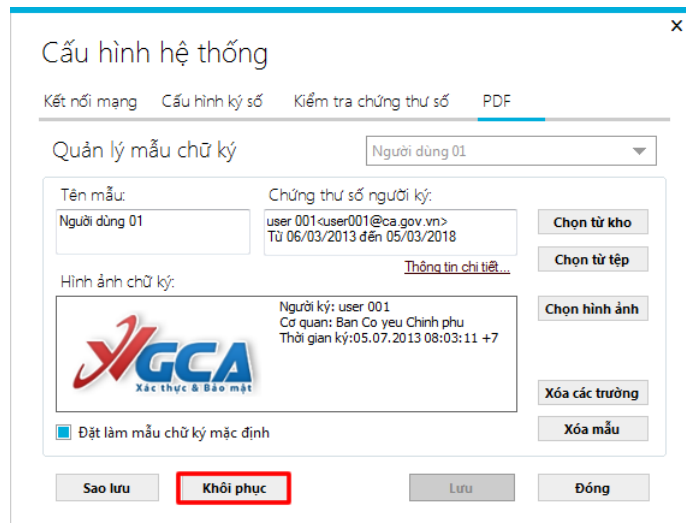 x
Cấu hình hệ thống
Kết nối mạng Cấu hình ký số Kiểm tra chứng thư số PDF
Quản lý mẫu chữ ký Người dùng 01
Tên mẫu: Chứng thư số người ký:
Người dùng 01 user 001<user001@ca.gov.vn>
Từ 06/03/2013 đến 05/03/2018
Chọn từ kho
Thông tin chi tiết...
Chọn từ tệp
Hình ảnh chữ ký:
Người ký: user 001
Cơ quan: Ban Co yeu Chinh phu
Thời gian ký:05.07.2013 08:03:11 +7
GCA
Xác thực & Bảo mật
Chọn hình ảnh
Xóa các trường
Đặt làm mẫu chữ ký mặc định Xóa mẫu
Sao lưu Khôi phục Lưu Đóng